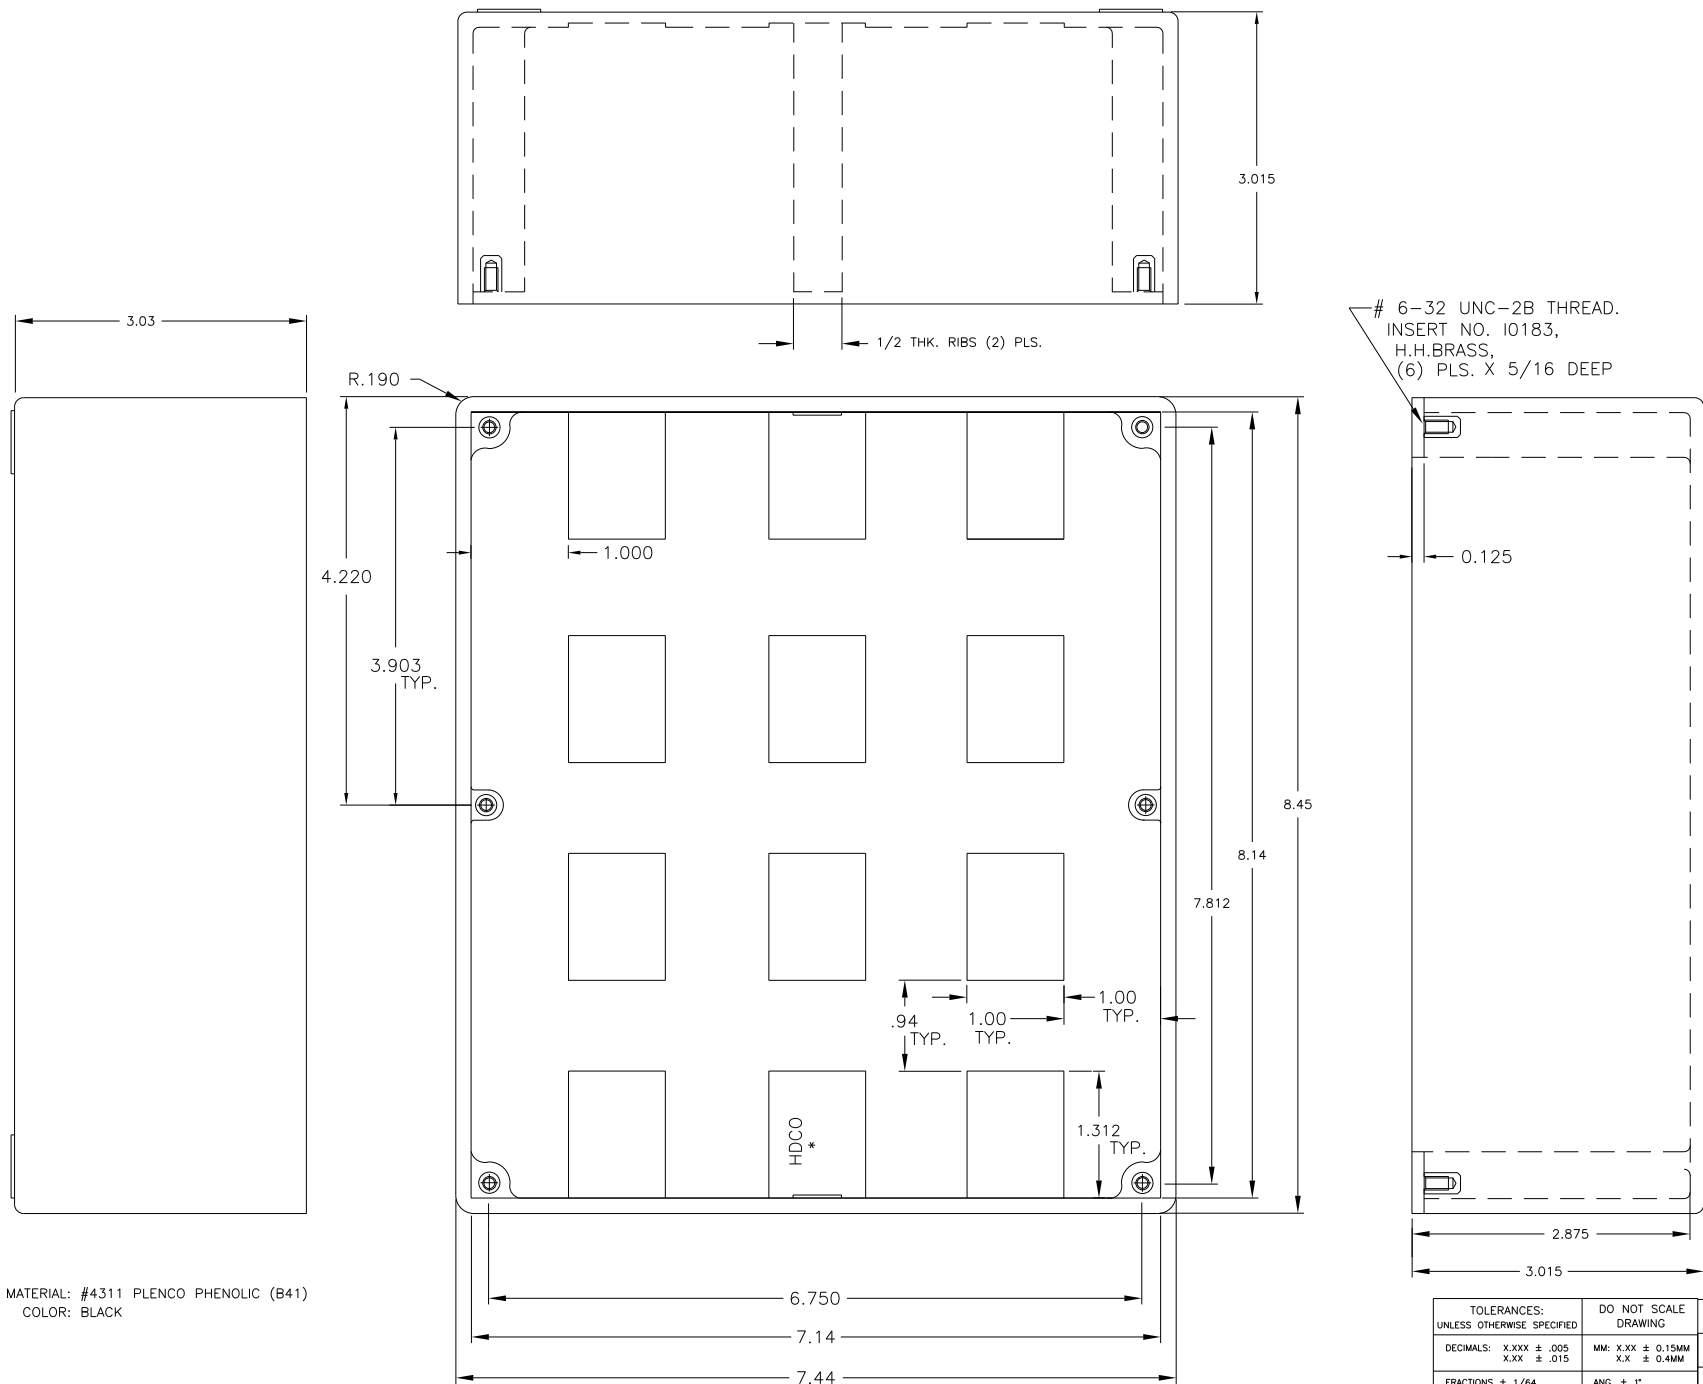 3.015
1/2 THK. RIBS (2) PLS.
3.03
R.190
# 6-32 UNC-2B THREAD.
INSERT NO. I0183,
H.H.BRASS,
(6) PLS. X 5/16 DEEP
1.000
0.125
4.220
3.903
TYP.
8.45
8.14
7.812
1.00
TYP.
.94
TYP.
1.00
TYP.
1.312
TYP.
HDCO
*
2.875
3.015
MATERIAL: #4311 PLENCO PHENOLIC (B41)
COLOR: BLACK
6.750
7.14
7.44
TOLERANCES:
UNLESS OTHERWISE SPECIFIED
DO NOT SCALE
DRAWING
DECIMALS: X.XXX ± .005
X.XX ± .015
MM: X.XX ± 0.15MM
X.X ± 0.4MM
FRACTIONS ± 1/64
ANG. ± 1°